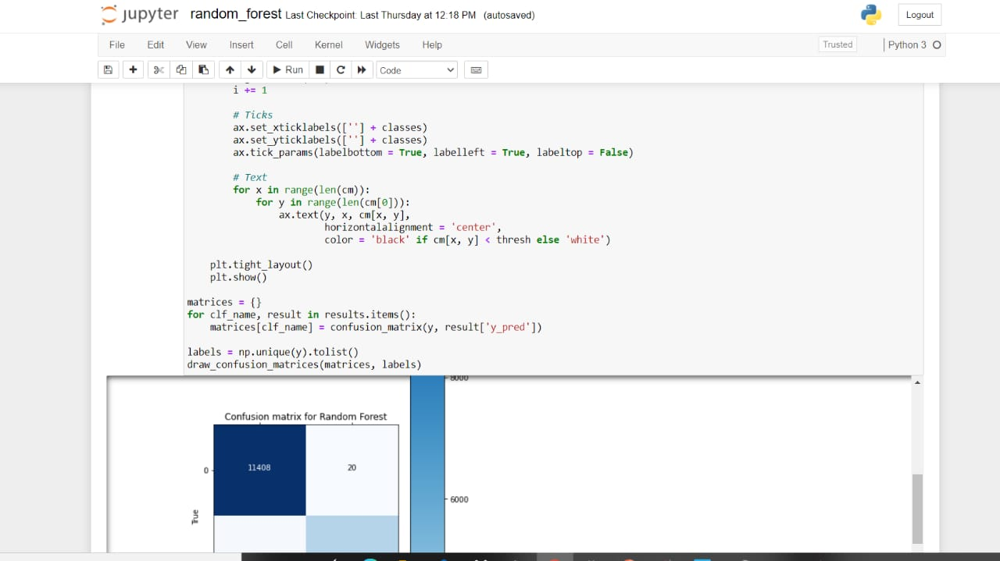 jupyter random_forest Last Checkpoint: Last Thursday at 12:18 PM (autosaved) Logout
File Edit View Insert Cell Kernel Widgets Help Trusted Python 3
Run Code
i += 1
# Ticks
ax.set_xticklabels([''] + classes)
ax.set_yticklabels([''] + classes)
ax.tick_params(labelbottom = True, labelleft = True, labeltop = False)
# Text
for x in range(len(cm)):
for y in range(len(cm[0])):
ax.text(y, x, cm[x, y],
horizontalalignment = 'center',
color = 'black' if cm[x, y] < thresh else 'white')
plt.tight_layout()
plt.show()
matrices = {}
for clf_name, result in results.items():
matrices[clf_name] = confusion_matrix(y, result['y_pred'])
labels = np.unique(y).tolist()
draw_confusion_matrices(matrices, labels)
8000
Confusion matrix for Random Forest
0 11408 20
6000
True